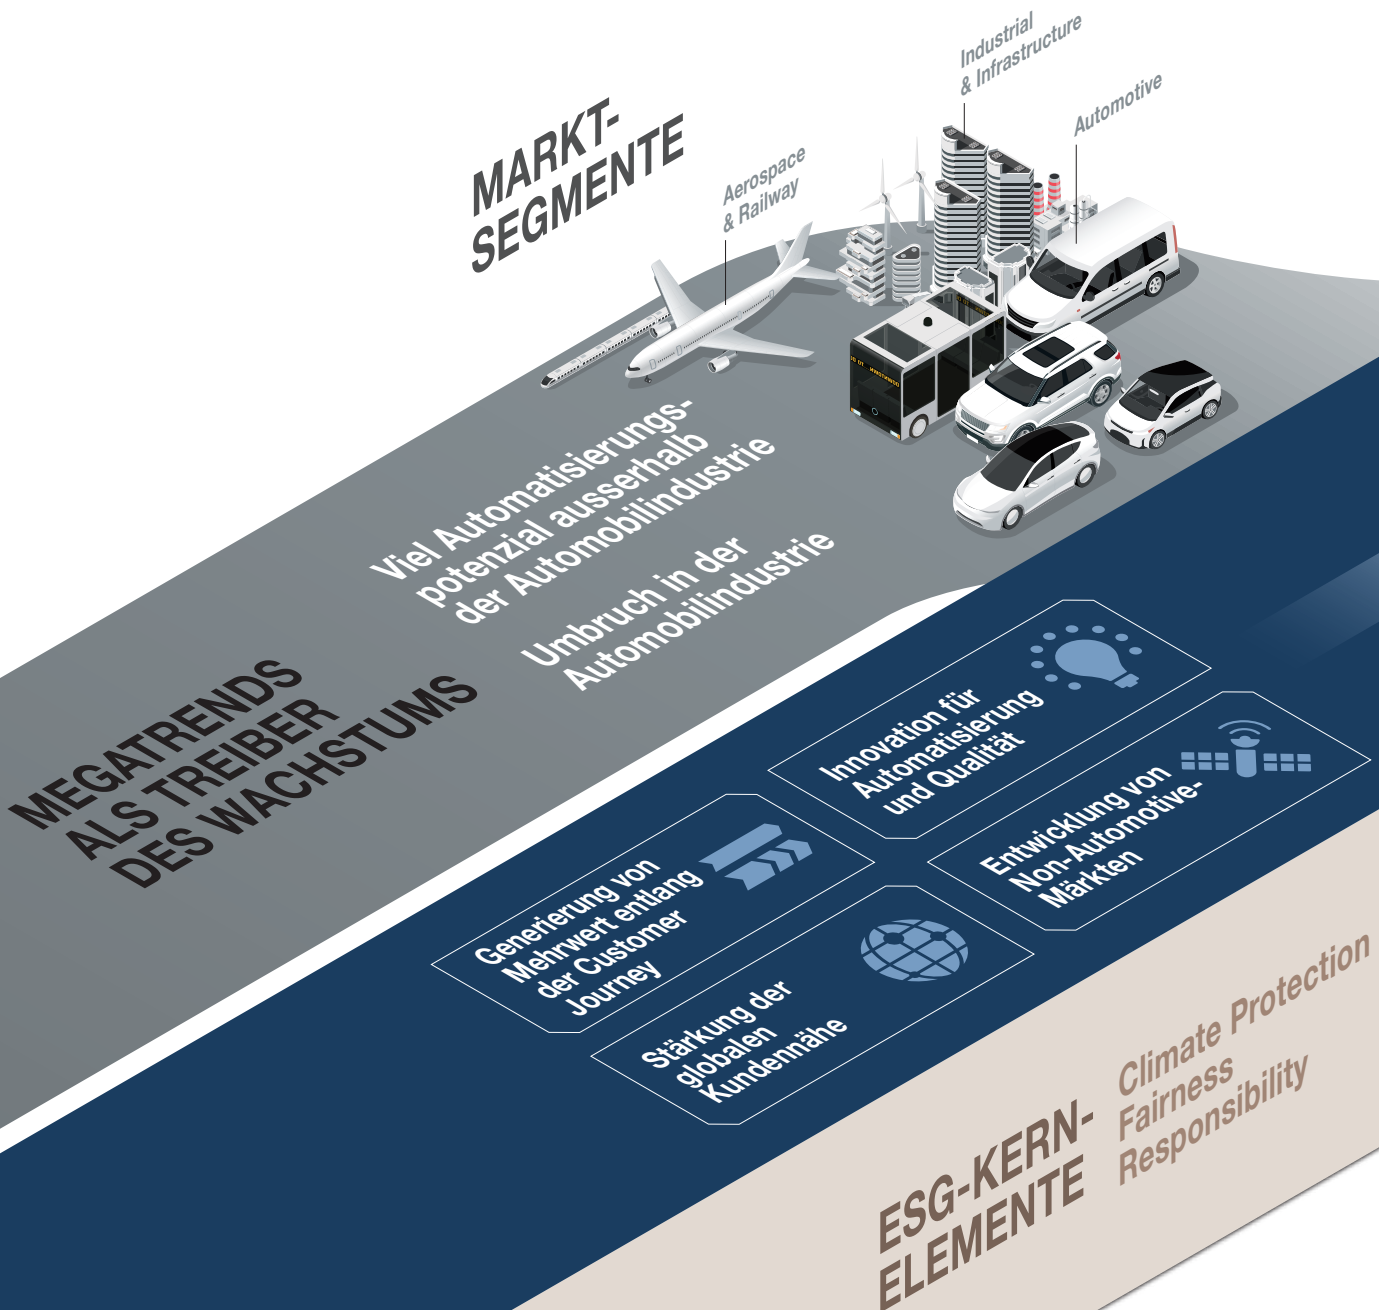 Industrial
& Infrastructure
Automotive
MARKT-
SEGMENTE
Aerospace
& Railway
Viel Automatisierungs-
potenzial ausserhalb
der Automobilindustrie
Umbruch in der
Automobilindustrie
MEGATRENDS
ALS TREIBER
DES WACHSTUMS
Innovation für
Automatisierung
und Qualität
Entwicklung von
Non-Automotive-
Märkten
Generierung von
Mehrwert entlang
der Customer
Journey
Stärkung der
globalen
Kundennähe
ESG-KERN-
ELEMENTE
Climate Protection
Fairness
Responsibility